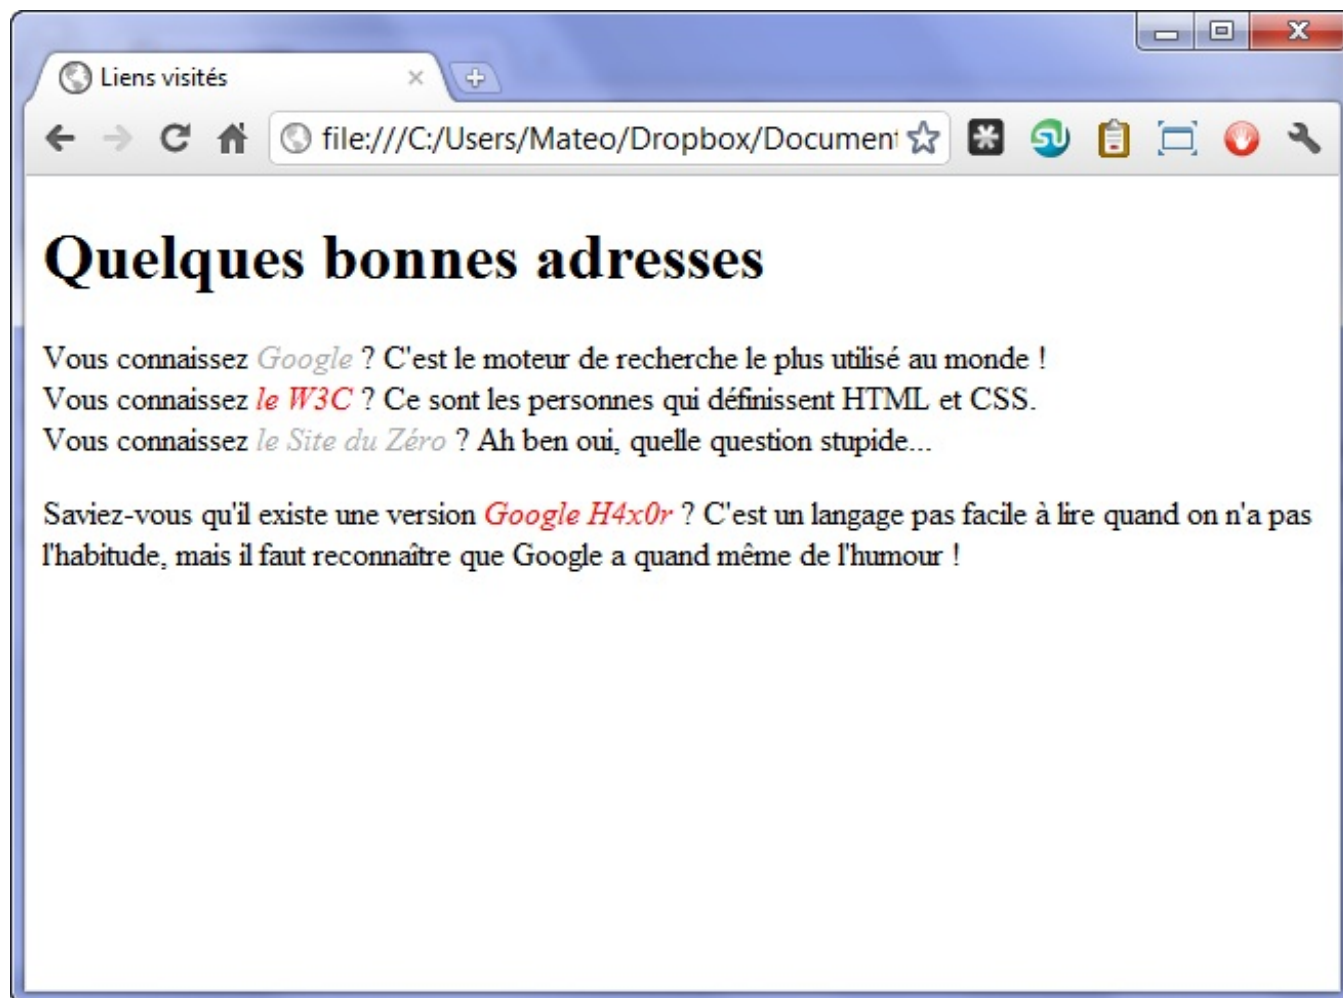 Liens visités
file:///C:/Users/Mateo/Dropbox/Document
Quelques bonnes adresses
Vous connaissez Google ? C'est le moteur de recherche le plus utilisé au monde !
Vous connaissez le W3C ? Ce sont les personnes qui définissent HTML et CSS.
Vous connaissez le Site du Zéro ? Ah ben oui, quelle question stupide...
Saviez-vous qu'il existe une version Google H4x0r ? C'est un langage pas facile à lire quand on n'a pas
l'habitude, mais il faut reconnaître que Google a quand même de l'humour !